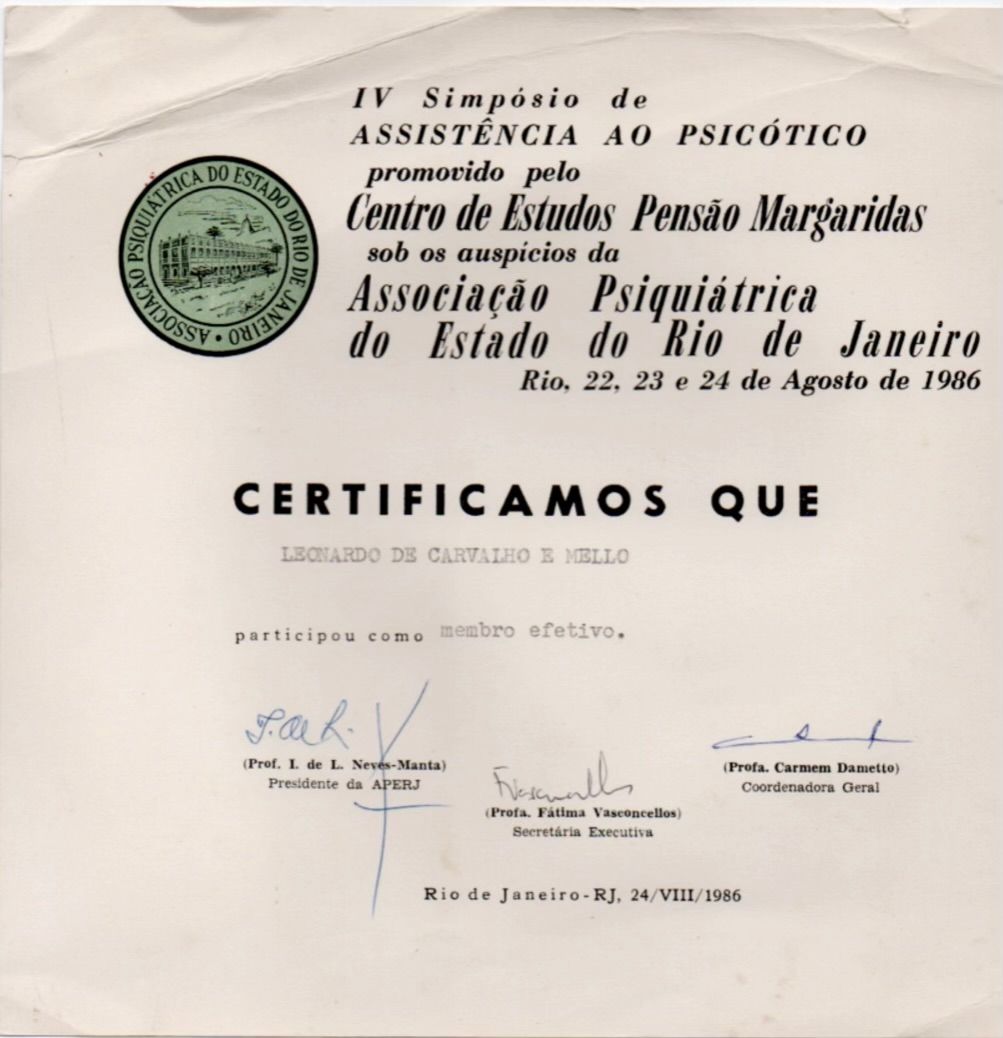 IV Simpósio de
ASSISTÊNCIA AO PSICÓTICO
promovido pelo
Centro de Estudos Pensão Margaridas
sob os auspícios da
Associação Psiquiátrica
do Estado do Rio de Janeiro
Rio, 22, 23 e 24 de Agosto de 1986
ASSOCIAÇÃO PSIQUIÁTRICA DO ESTADO DO RIO DE JANEIRO •
CERTIFICAMOS QUE
LEONARDO DE CARVALHO E MELLO
participou como membro efetivo.
(Prof. I. de L. Neves-Manta)
Presidente da APERJ
(Profa. Fátima Vasconcellos)
Secretária Executiva
(Profa. Carmem Dametto)
Coordenadora Geral
Rio de Janeiro-RJ, 24/VIII/1986